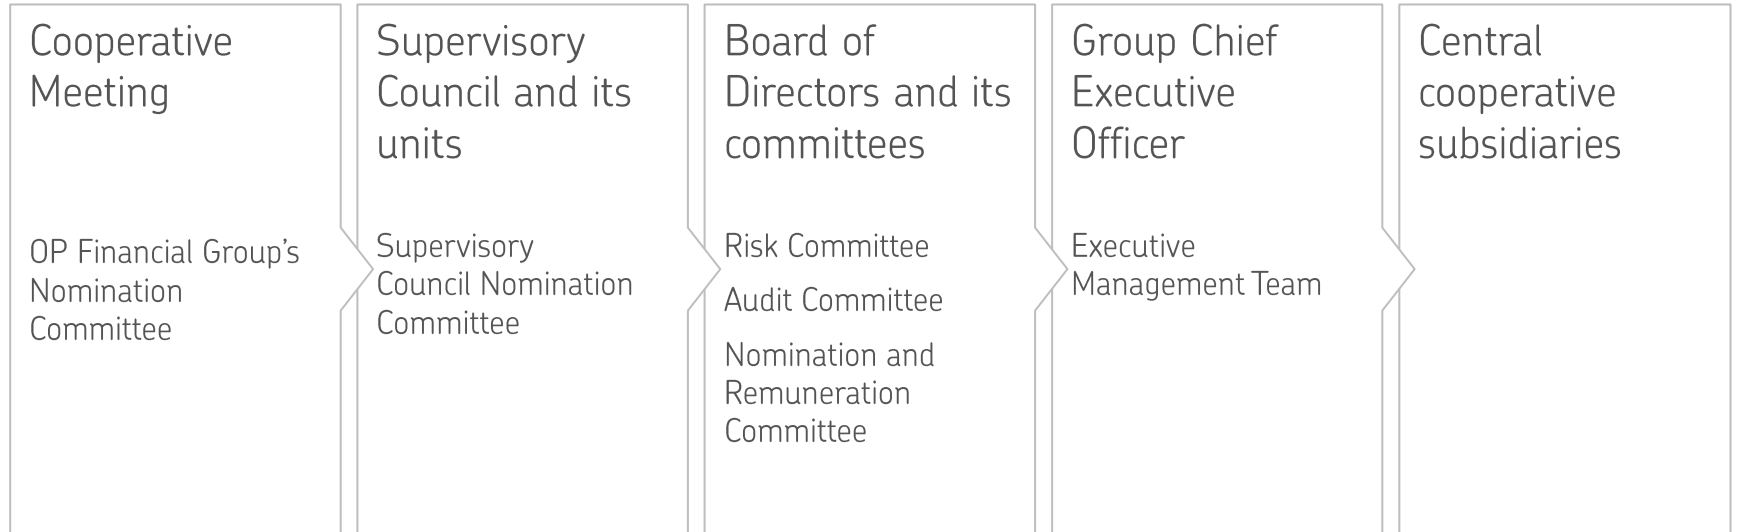 Cooperative
Meeting
OP Financial Group’s
Nomination
Committee
Supervisory
Council and its
units
Supervisory
Council Nomination
Committee
Board of
Directors and its
committees
Risk Committee
Audit Committee
Nomination and
Remuneration
Committee
Group Chief
Executive
Officer
Executive
Management Team
Central
cooperative
subsidiaries